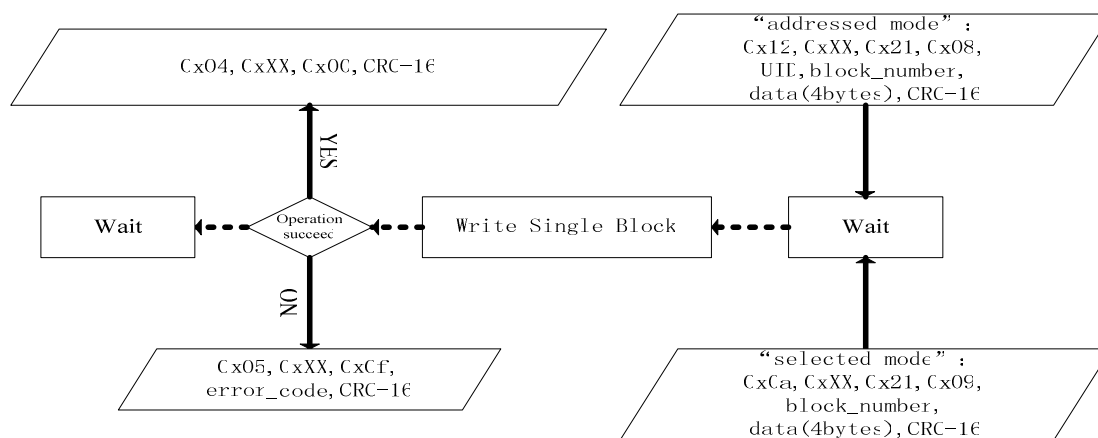 Cx04, CxXX, Cx0C, CRC-16
"addressed mode":
Cx12, CxXX, Cx21, Cx08,
UID, block_number,
data(4bytes), CRC-16
YES
Wait
Operation
succeed
Write Single Block
Wait
ON
Cx05, CxXX, CxCf,
error_code, CRC-16
"selected mode":
CxCa, CxXX, Cx21, Cx09,
block_number,
data(4bytes), CRC-16